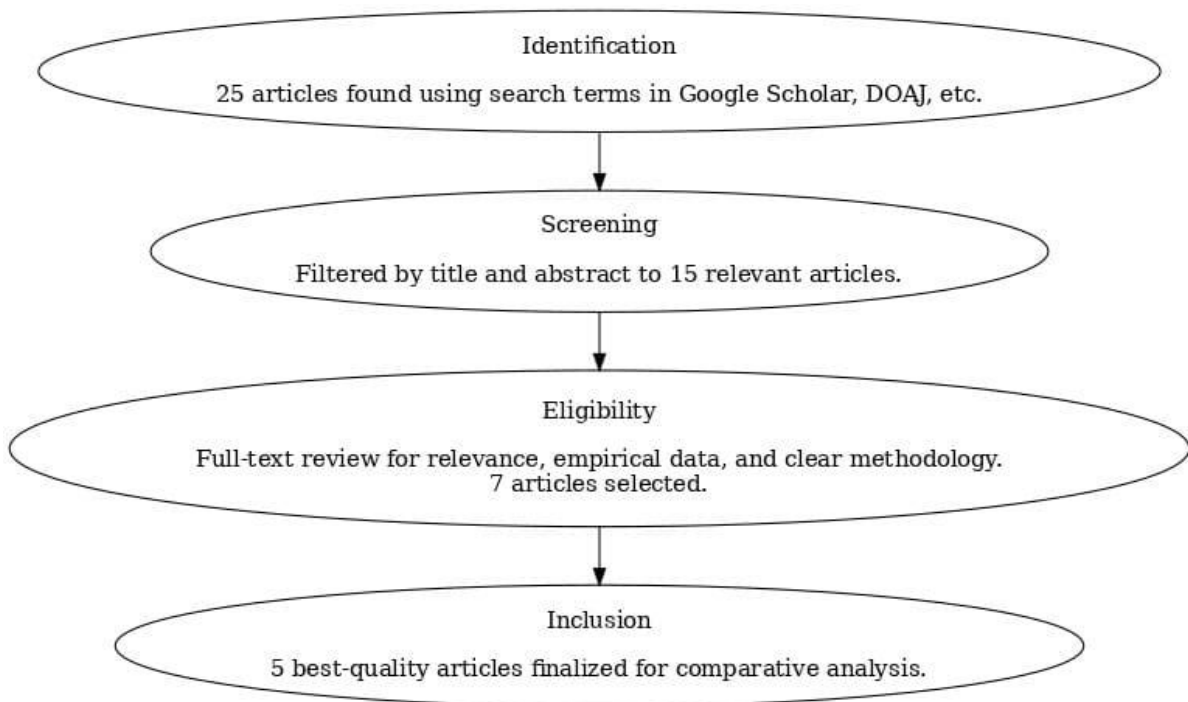 Identification
25 articles found using search terms in Google Scholar, DOAJ, etc.
Screening
Filtered by title and abstract to 15 relevant articles.
Eligibility
Full-text review for relevance, empirical data, and clear methodology.
7 articles selected.
Inclusion
5 best-quality articles finalized for comparative analysis.